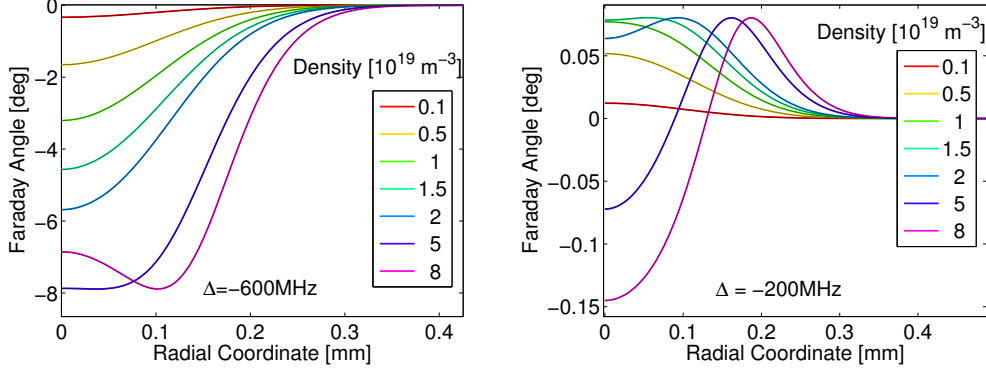 0
−2
−4
−6
−8
Faraday Angle [deg]
0 0.1 0.2 0.3 0.4
Radial Coordinate [mm]
Density [10^19 m^−3]
0.1
0.5
1
1.5
2
5
8
Δ=−600MHz
0.05
0
−0.05
−0.1
−0.15
Faraday Angle [deg]
0 0.1 0.2 0.3 0.4
Radial Coordinate [mm]
Density [10^19 m^−3]
0.1
0.5
1
1.5
2
5
8
Δ = −200MHz